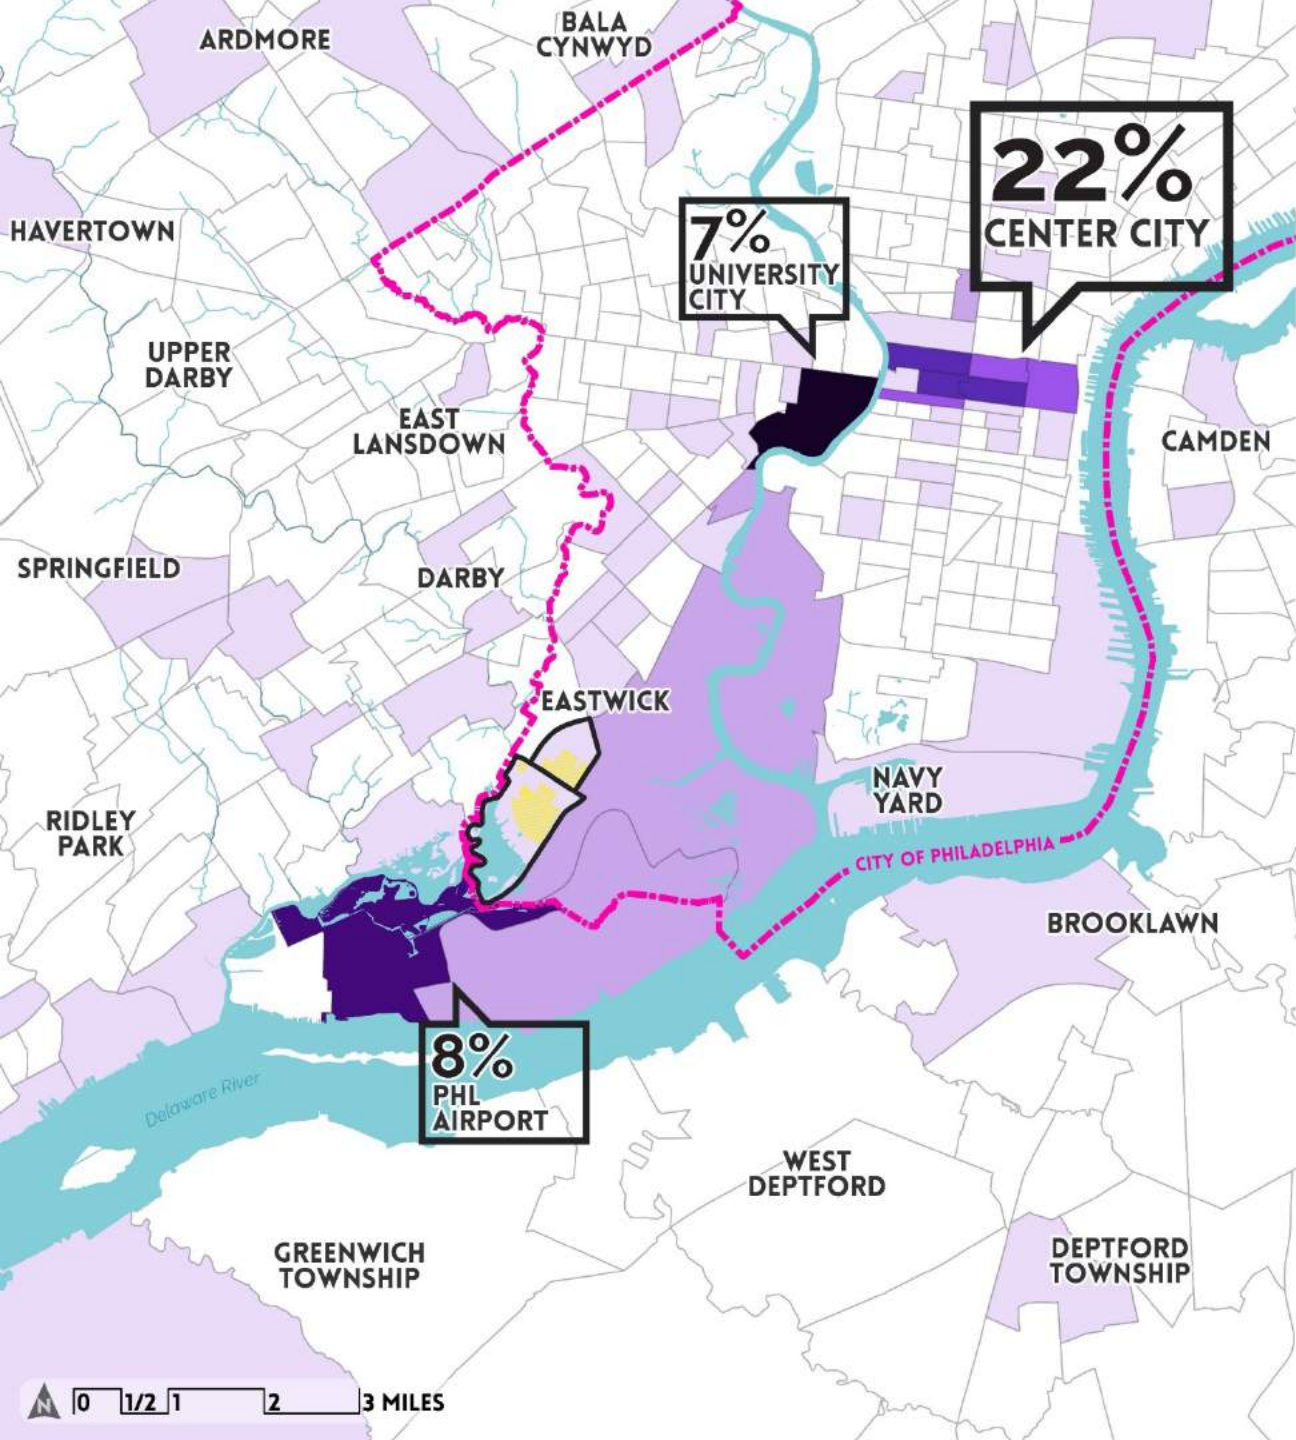 ARDMORE
BALA
CYNWYD
22%
CENTER CITY
7%
UNIVERSITY
CITY
HAVERTOWN
UPPER
DARBY
EAST
LANSDOWN
CAMDEN
SPRINGFIELD
DARBY
EASTWICK
NAVY
YARD
RIDLEY
PARK
CITY OF PHILADELPHIA
BROOKLAWN
8%
PHL
AIRPORT
Delaware River
WEST
DEPTFORD
GREENWICH
TOWNSHIP
DEPTFORD
TOWNSHIP
N 0 1/2 1 2 3 MILES